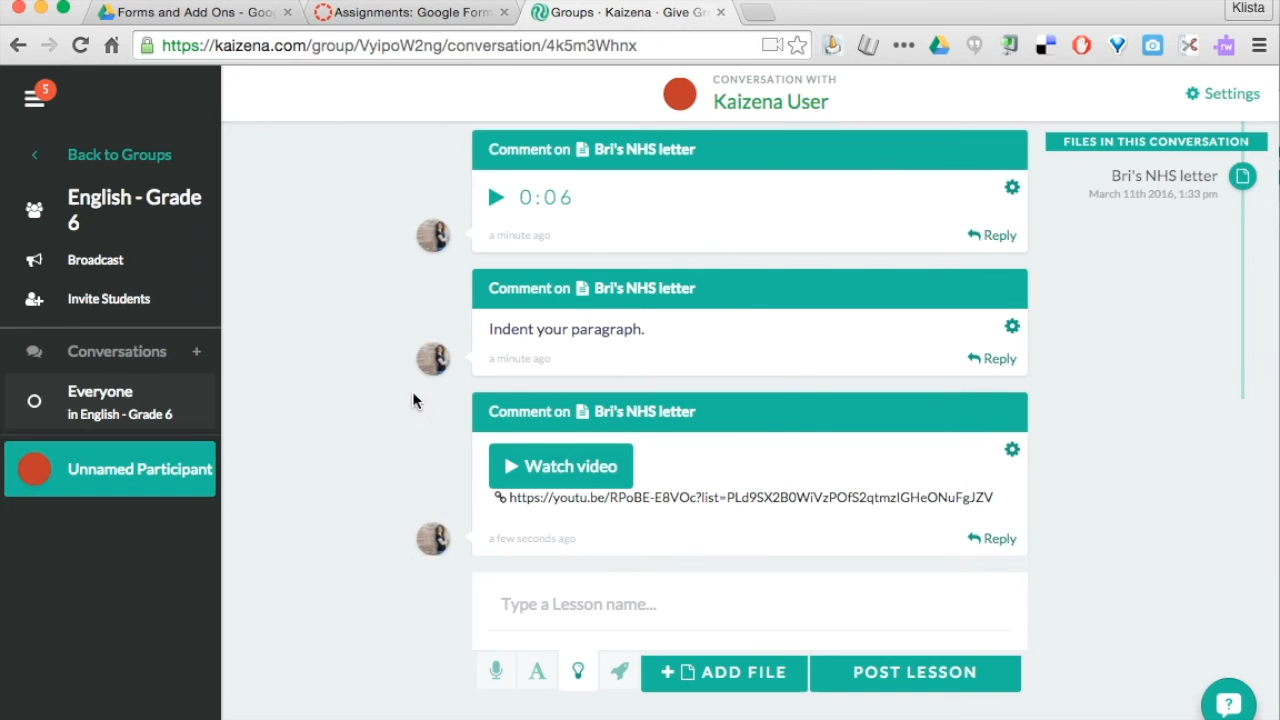 Forms and Add Ons - Goo
Assignments: Google Form
Groups · Kaizena · Give Gr
Klista
https://kaizena.com/group/VyipoW2ng/conversation/4k5m3Whnx
rw
5
CONVERSATION WITH
Kaizena User
Settings
Back to Groups
English - Grade
6
Broadcast
Invite Students
Conversations +
Everyone
in English - Grade 6
Unnamed Participant
Comment on Bri's NHS letter
0:06
a minute ago
Reply
Comment on Bri's NHS letter
Indent your paragraph.
a minute ago
Reply
Comment on Bri's NHS letter
Watch video
https://youtu.be/RPoBE-E8VOc?list=PLd9SX2B0WiVzPOfS2qtmzlGHeONuFgJZV
a few seconds ago
Reply
Type a Lesson name...
A
+ ADD FILE
POST LESSON
FILES IN THIS CONVERSATION
Bri's NHS letter
March 11th 2016, 1:33 pm
?